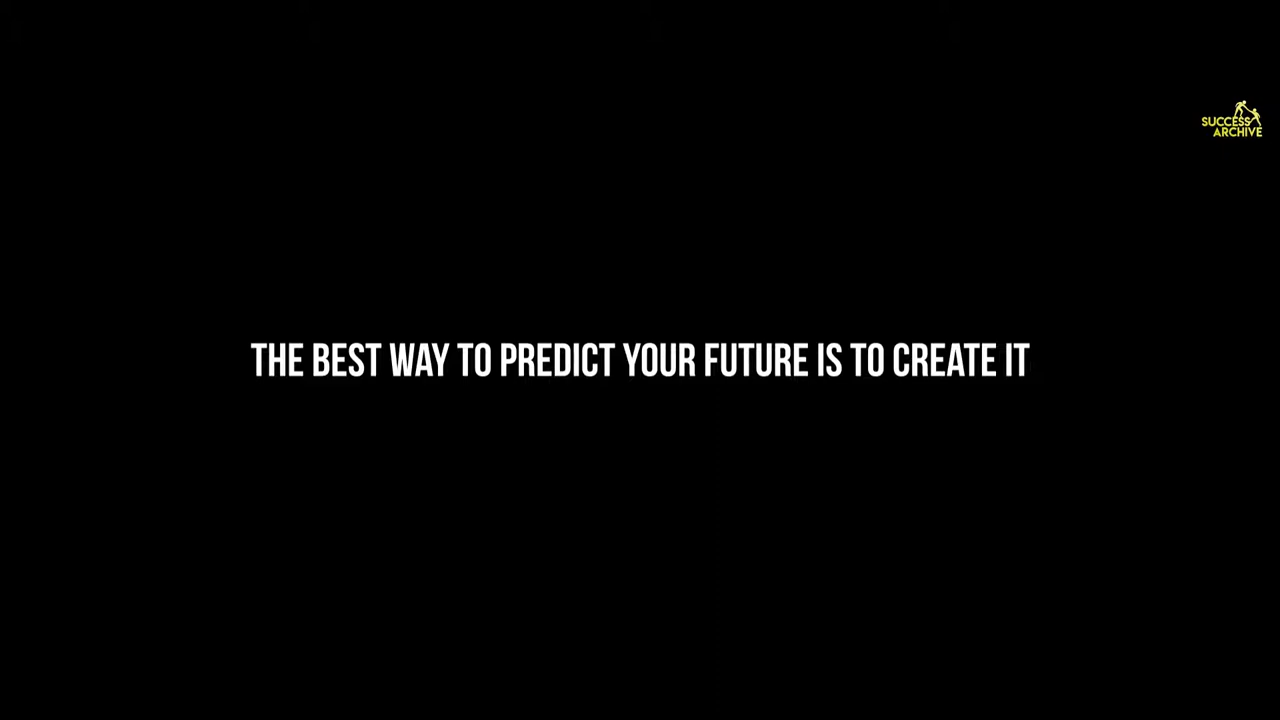 SUCCESS
ARCHIVE
THE BEST WAY TO PREDICT YOUR FUTURE IS TO CREATE IT